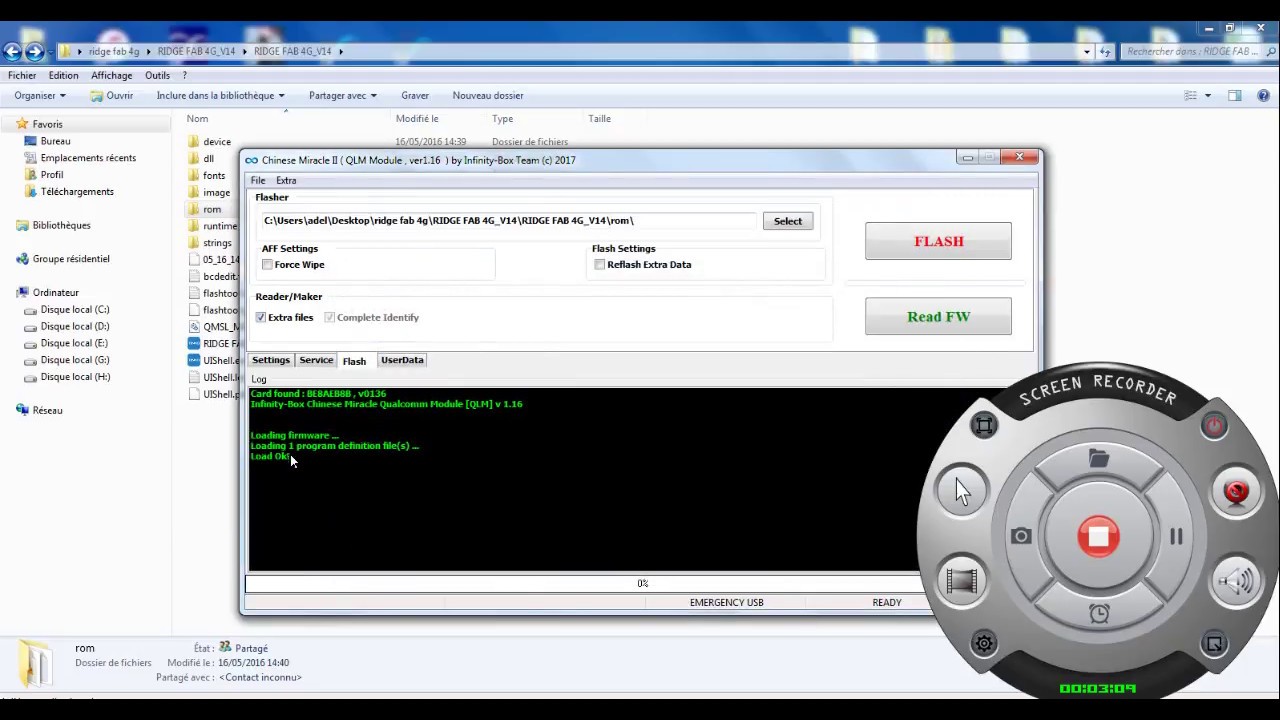 ridge fab 4g RIDGE FAB 4G_V14 RIDGE FAB 4G_V14
Rechercher dans : RIDGE FAB ...
Fichier Edition Affichage Outils ?
Organiser Ouvrir Inclure dans la bibliothèque Partager avec Graver Nouveau dossier
Nom Modifié le Type Taille
Favoris
Bureau
Emplacements récents
Profil
Téléchargements
Bibliothèques
Groupe résidentiel
Ordinateur
Disque local (C:)
Disque local (D:)
Disque local (E:)
Disque local (G:)
Disque local (H:)
Réseau
device 16/05/2016 14:39 Dossier de fichiers
dll
fonts
image
rom
runtime
strings
05_16_14
bcdedit.
flashtoo
flashtoo
QMSL_M
RIDGE FA
UIShell.e
UIShell.l
UIShell.p
Chinese Miracle II ( QLM Module , ver1.16 ) by Infinity-Box Team (c) 2017
File Extra
Flasher
C:\Users\adel\Desktop\ridge fab 4g\RIDGE FAB 4G_V14\RIDGE FAB 4G_V14\rom\
Select
AFF Settings
Force Wipe
Flash Settings
Reflash Extra Data
Reader/Maker
Extra files Complete Identify
FLASH
Read FW
Settings Service Flash UserData
Log
Card found : BE8AEB8B , v0136
Infinity-Box Chinese Miracle Qualcomm Module [QLM] v 1.16
Loading firmware ...
Loading 1 program definition file(s) ...
Load Ok!
0%
EMERGENCY USB READY
SCREEN RECORDER
00:03:09
rom
Dossier de fichiers
État : Partagé
Modifié le : 16/05/2016 14:40
Partagé avec : <Contact inconnu>